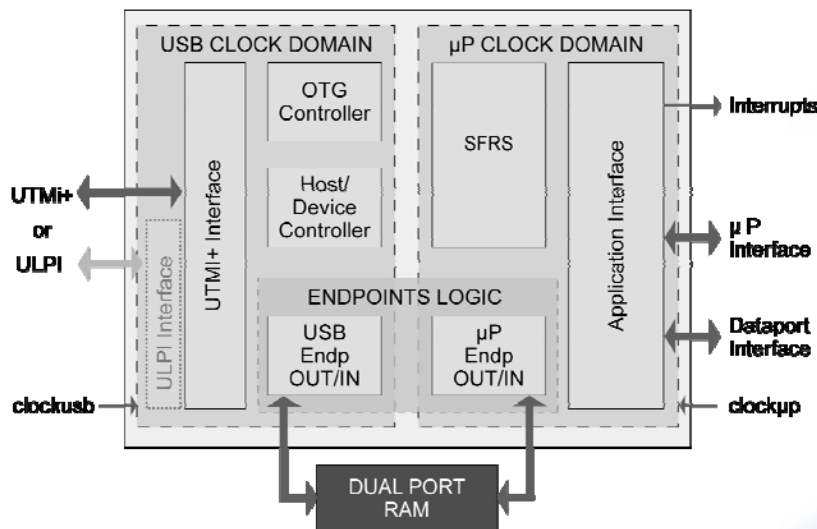 USB CLOCK DOMAIN
µP CLOCK DOMAIN
OTG
Controller
SFRS
Interrupts
Host/
Device
Controller
UTMi+
or
ULPI
UTMI+ Interface
ULPI Interface
Application Interface
µ P
Interface
ENDPOINTS LOGIC
USB
Endp
OUT/IN
µP
Endp
OUT/IN
Dataport
Interface
clockusb
clockµp
DUAL PORT
RAM